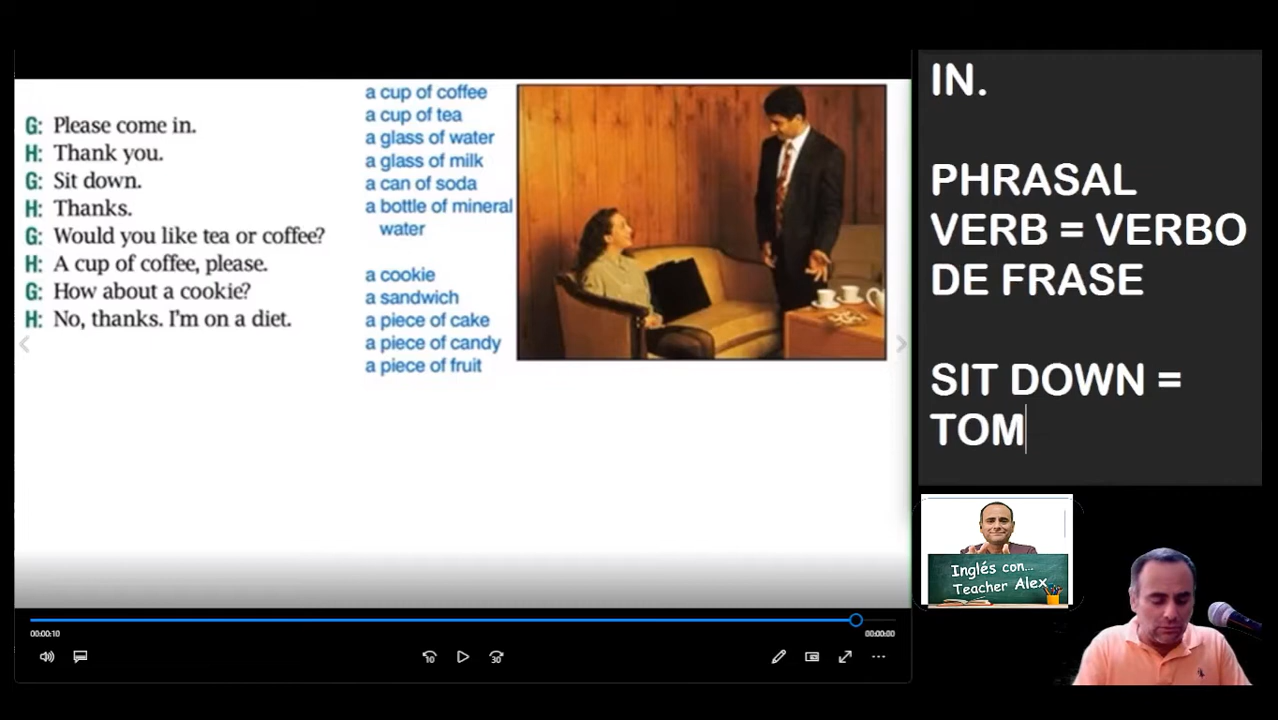 G: Please come in.
H: Thank you.
G: Sit down.
H: Thanks.
G: Would you like tea or coffee?
H: A cup of coffee, please.
G: How about a cookie?
H: No, thanks. I'm on a diet.
a cup of coffee
a cup of tea
a glass of water
a glass of milk
a can of soda
a bottle of mineral
water
a cookie
a sandwich
a piece of cake
a piece of candy
a piece of fruit
IN.
PHRASAL
VERB = VERBO
DE FRASE
SIT DOWN =
TOM
Inglés con...
Teacher Alex
00:00:10
00:00:00
10
30